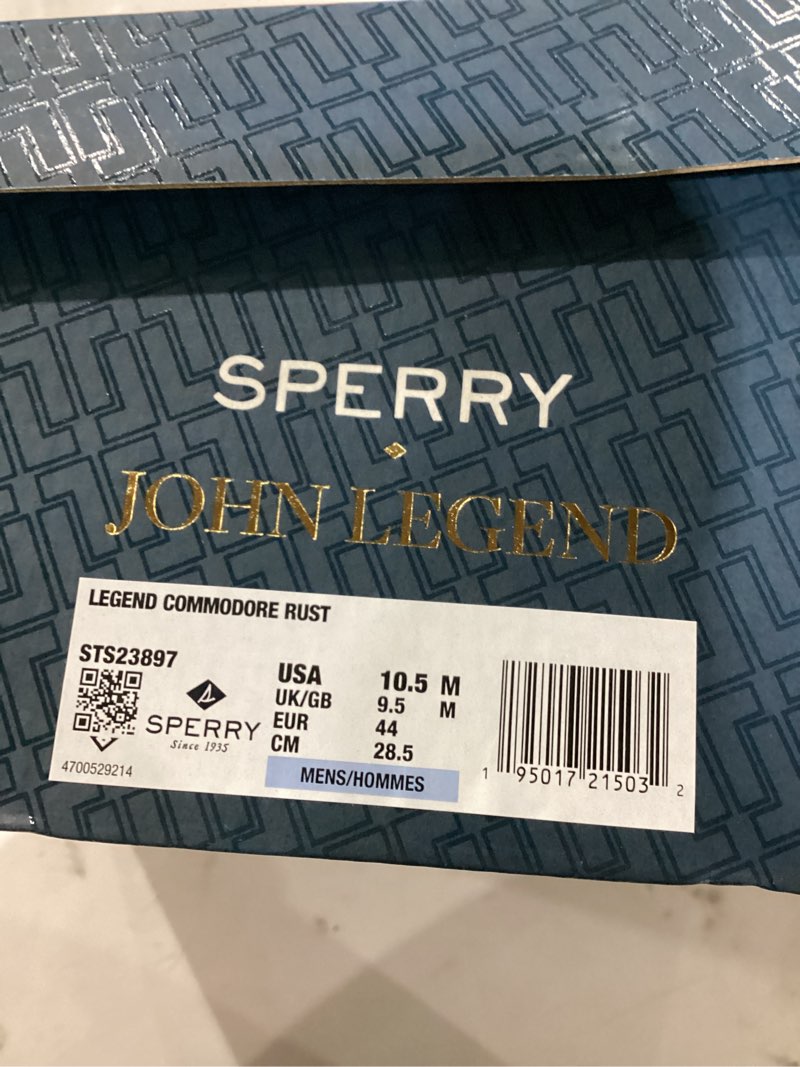 SPERRY
JOHN LEGEND
LEGEND COMMODORE RUST
STS23897
SPERRY
Since 1935
4700529214
USA 10.5 M
UK/GB 9.5 M
EUR 44
CM 28.5
MENS/HOMMES
1 95017 21503 2